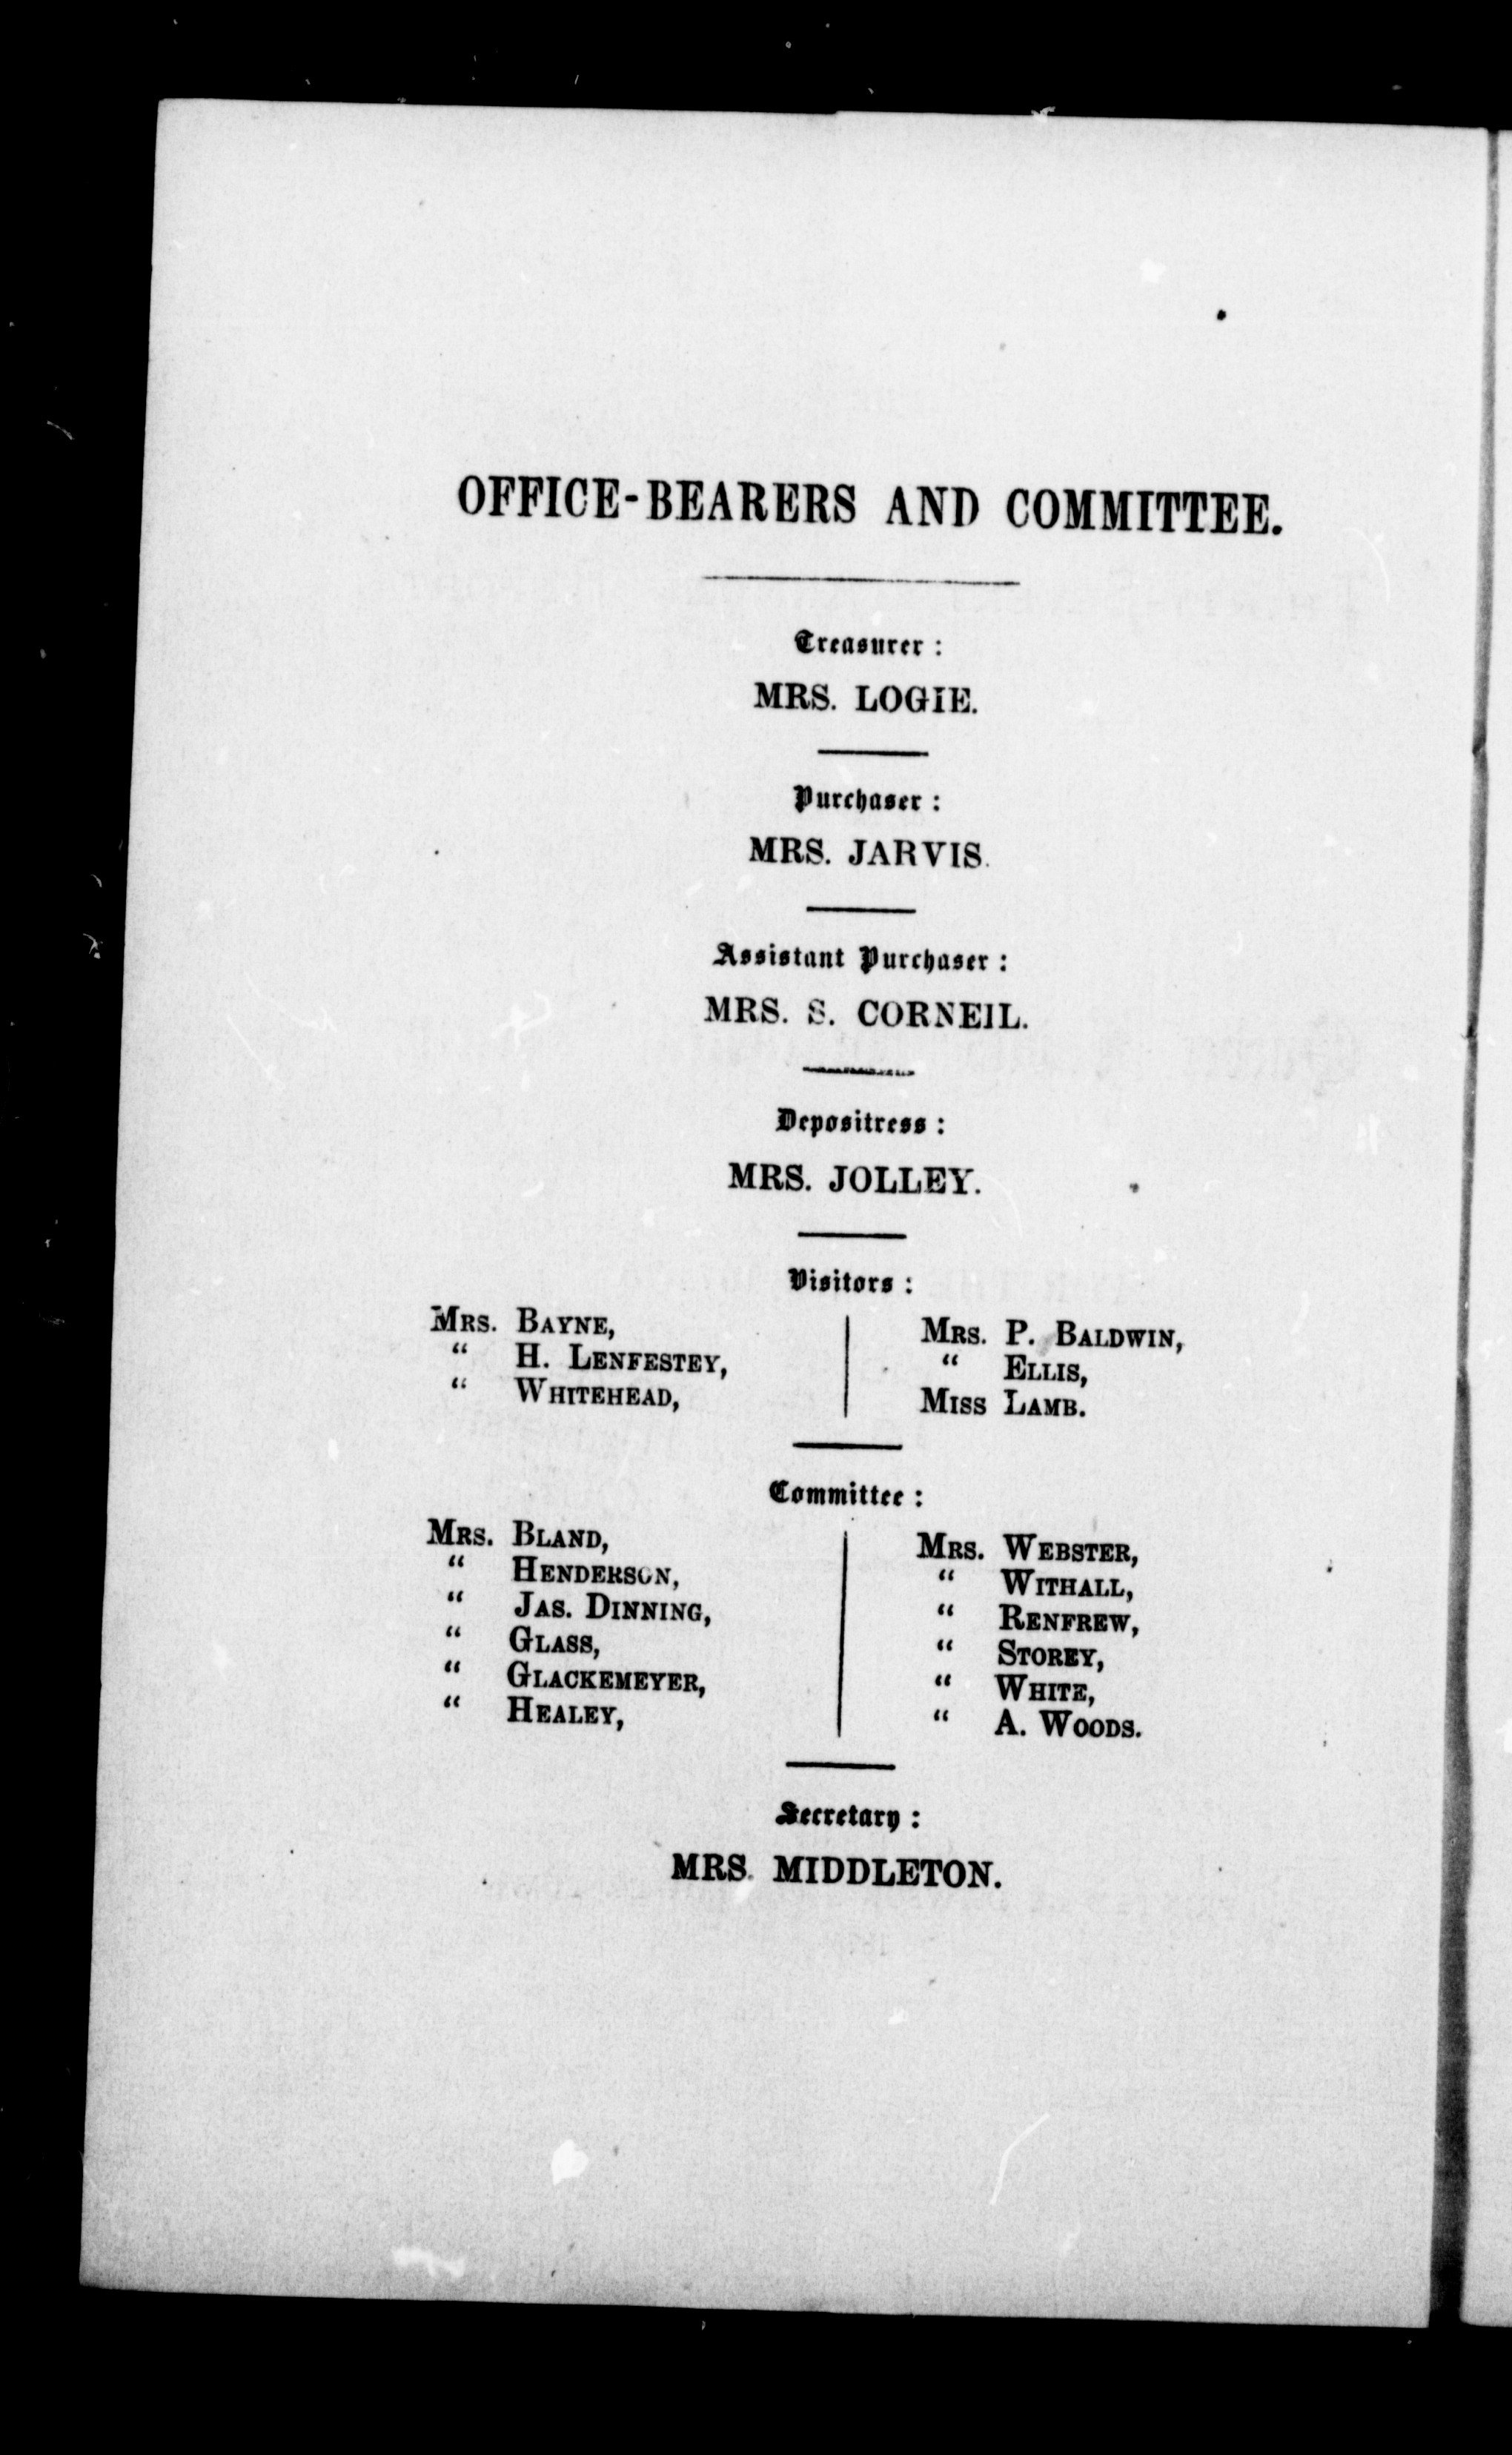 OFFICE-BEARERS AND COMMITTEE.
Treasurer :
MRS. LOGIE.
Purchaser :
MRS. JARVIS.
Assistant Purchaser :
MRS. S. CORNEIL.
Depositress :
MRS. JOLLEY.
Visitors :
MRS. BAYNE,
“ H. LENFESTEY,
“ WHITEHEAD,
MRS. P. BALDWIN,
“ ELLIS,
MISS LAMB.
Committee :
MRS. BLAND,
“ HENDERSON,
“ JAS. DINNING,
“ GLASS,
“ GLACKEMEYER,
“ HEALEY,
MRS. WEBSTER,
“ WITHALL,
“ RENFREW,
“ STOREY,
“ WHITE,
“ A. WOODS.
Secretary :
MRS. MIDDLETON.